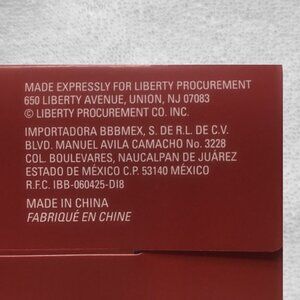 MADE EXPRESSLY FOR LIBERTY PROCUREMENT
650 LIBERTY AVENUE, UNION, NJ 07083
© LIBERTY PROCUREMENT CO. INC.
IMPORTADORA BBBMEX, S. DE R.L. DE C.V.
BLVD. MANUEL AVILA CAMACHO No. 3228
COL. BOULEVARES, NAUCALPAN DE JUÁREZ
ESTADO DE MÉXICO C.P. 53140 MÉXICO
R.F.C. IBB-060425-DI8
MADE IN CHINA
FABRIQUÉ EN CHINE